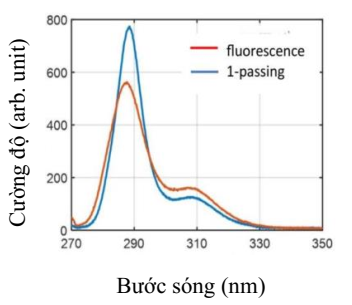 Cường độ (arb. unit)
800
600
400
200
0
fluorescence
1-passing
270
290
310
330
350
Bước sóng (nm)